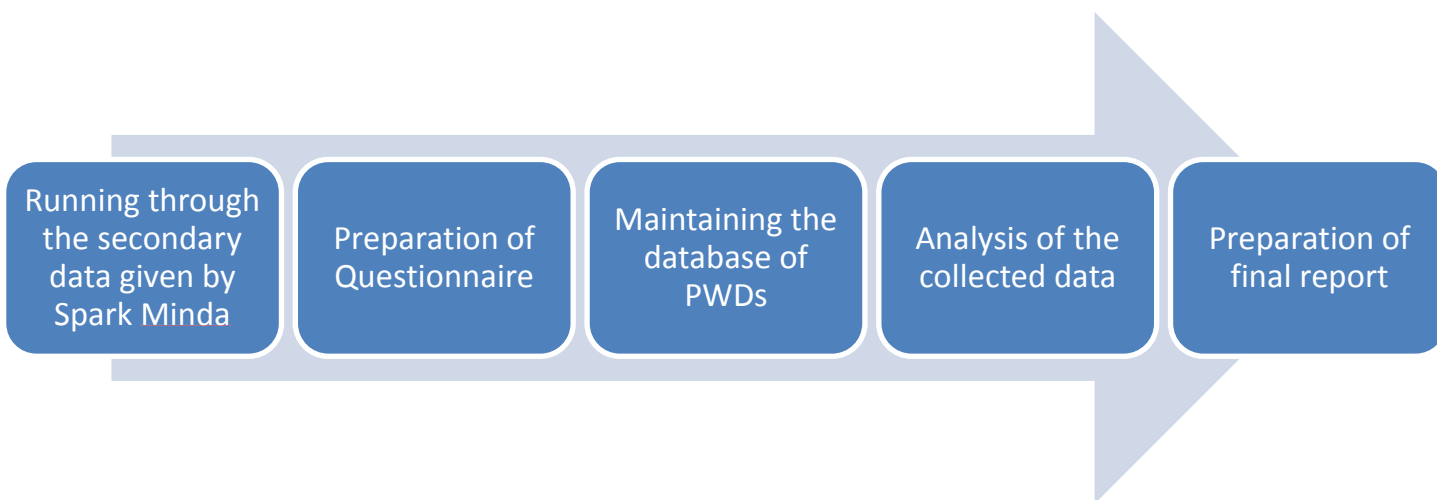 Running through
the secondary
data given by
Spark Minda
Preparation of
Questionnaire
Maintaining the
database of
PWDs
Analysis of the
collected data
Preparation of
final report